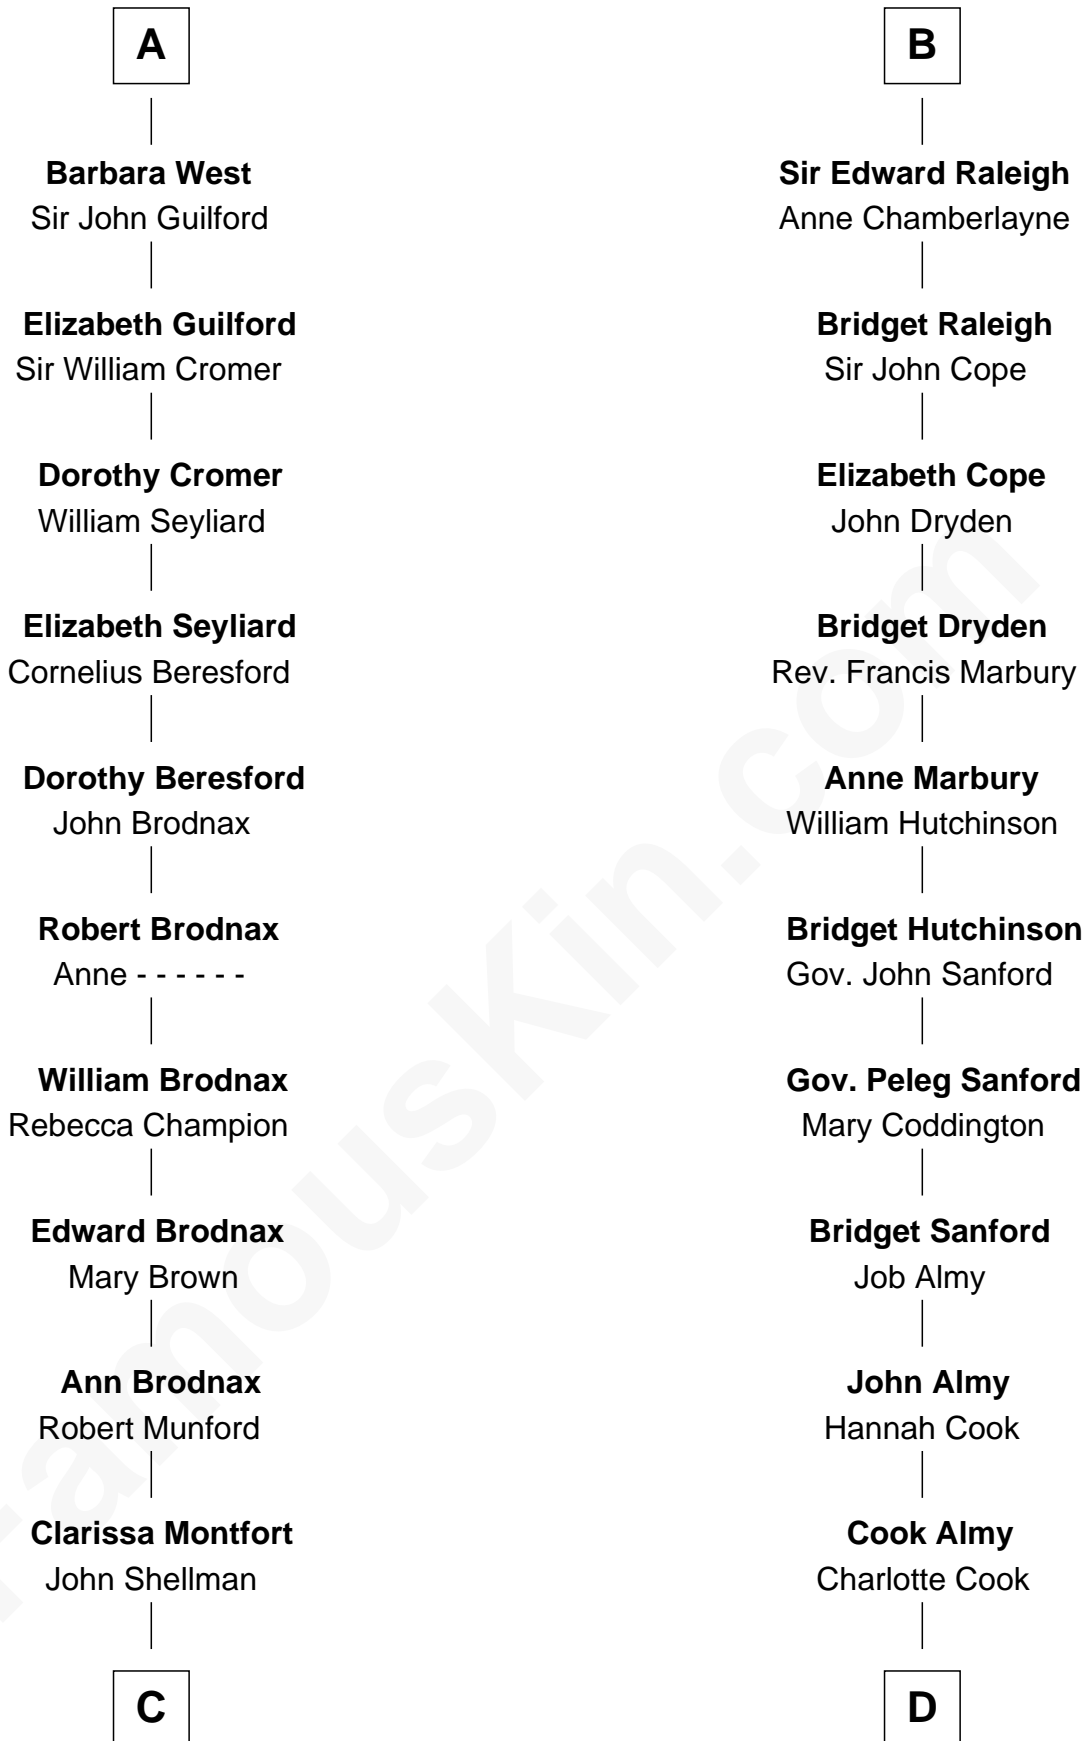 A
Barbara West
Sir John Guilford
Elizabeth Guilford
Sir William Cromer
Dorothy Cromer
William Seyliard
Elizabeth Seyliard
Cornelius Beresford
Dorothy Beresford
John Brodnax
Robert Brodnax
Anne - - - - - -
William Brodnax
Rebecca Champion
Edward Brodnax
Mary Brown
Ann Brodnax
Robert Munford
Clarissa Montfort
John Shellman
C
B
Sir Edward Raleigh
Anne Chamberlayne
Bridget Raleigh
Sir John Cope
Elizabeth Cope
John Dryden
Bridget Dryden
Rev. Francis Marbury
Anne Marbury
William Hutchinson
Bridget Hutchinson
Gov. John Sanford
Gov. Peleg Sanford
Mary Coddington
Bridget Sanford
Job Almy
John Almy
Hannah Cook
Cook Almy
Charlotte Cook
D
FamousKin.com